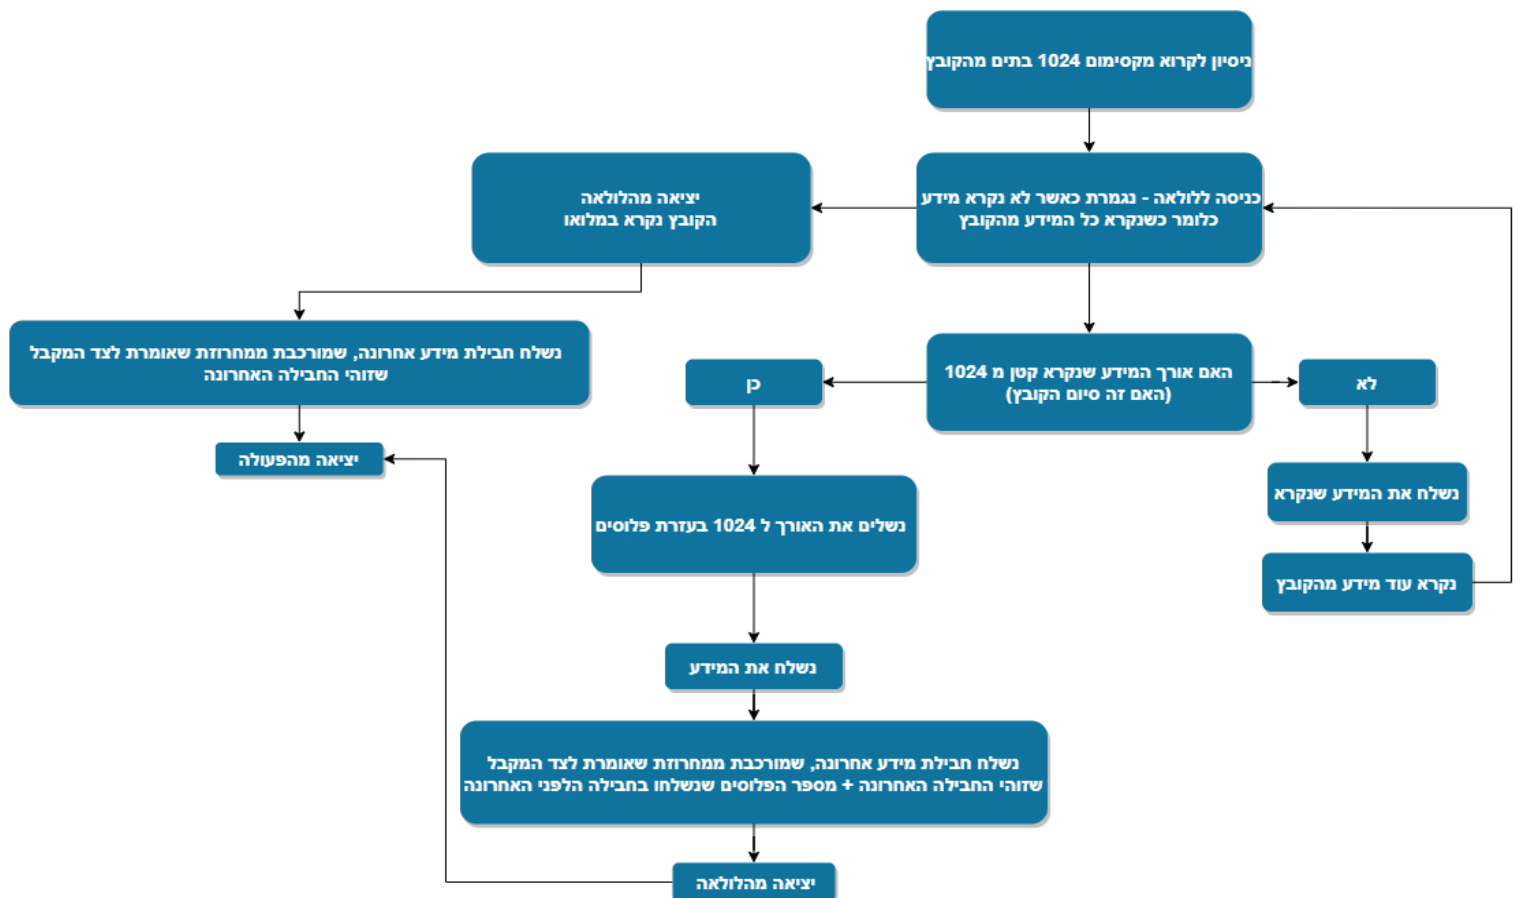 ניסיון לקרוא מקסימום 1024 בתים מהקובץ
כניסה ללולאה - נגמרת כאשר לא נקרא מידע
כלומר כשנקרא כל המידע מהקובץ
יציאה מהלולאה
הקובץ נקרא במלואו
נשלח חבילת מידע אחרונה, שמורכבת ממחרוזת שאומרת לצד המקבל
שזוהי החבילה האחרונה
יציאה מהפעולה
האם אורך המידע שנקרא קטן מ 1024
(האם זה סיום הקובץ)
לא
נשלח את המידע שנקרא
נקרא עוד מידע מהקובץ
כן
נשלים את האורך ל 1024 בעזרת פלוסים
נשלח את המידע
נשלח חבילת מידע אחרונה, שמורכבת ממחרוזת שאומרת לצד המקבל
שזוהי החבילה האחרונה + מספר הפלוסים שנשלחו בחבילה הלפני האחרונה
יציאה מהלולאה